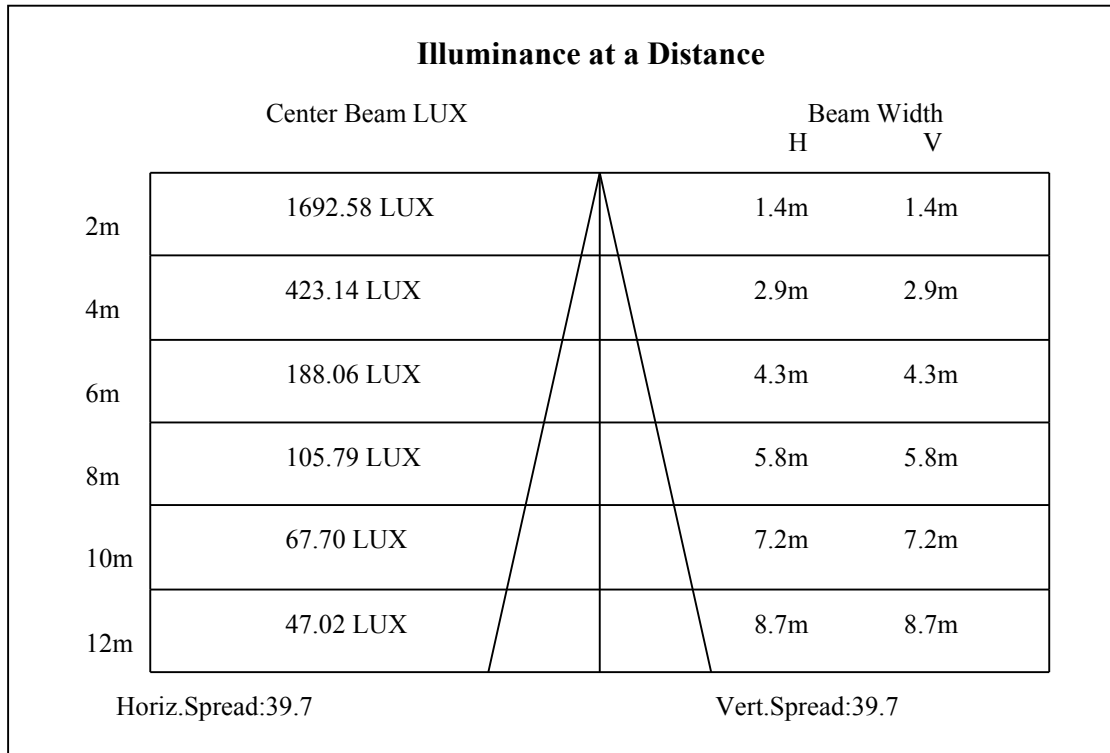 Illuminance at a Distance
Center Beam LUX Beam Width
H V
2m 1692.58 LUX 1.4m 1.4m
4m 423.14 LUX 2.9m 2.9m
6m 188.06 LUX 4.3m 4.3m
8m 105.79 LUX 5.8m 5.8m
10m 67.70 LUX 7.2m 7.2m
12m 47.02 LUX 8.7m 8.7m
Horiz.Spread:39.7 Vert.Spread:39.7